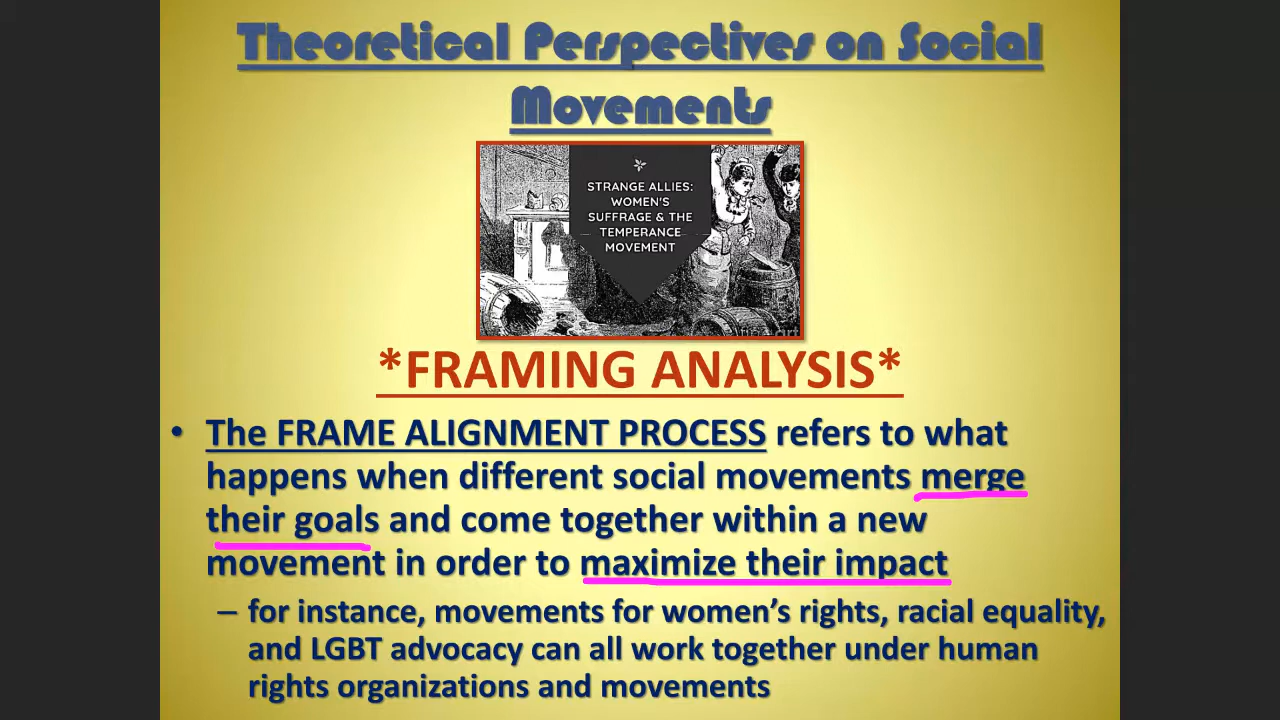 Theoretical Perspectives on Social
Movements
STRANGE ALLIES:
WOMEN'S
SUFFRAGE & THE
TEMPERANCE
MOVEMENT
*FRAMING ANALYSIS*
• The FRAME ALIGNMENT PROCESS refers to what
happens when different social movements merge
their goals and come together within a new
movement in order to maximize their impact
– for instance, movements for women’s rights, racial equality,
and LGBT advocacy can all work together under human
rights organizations and movements